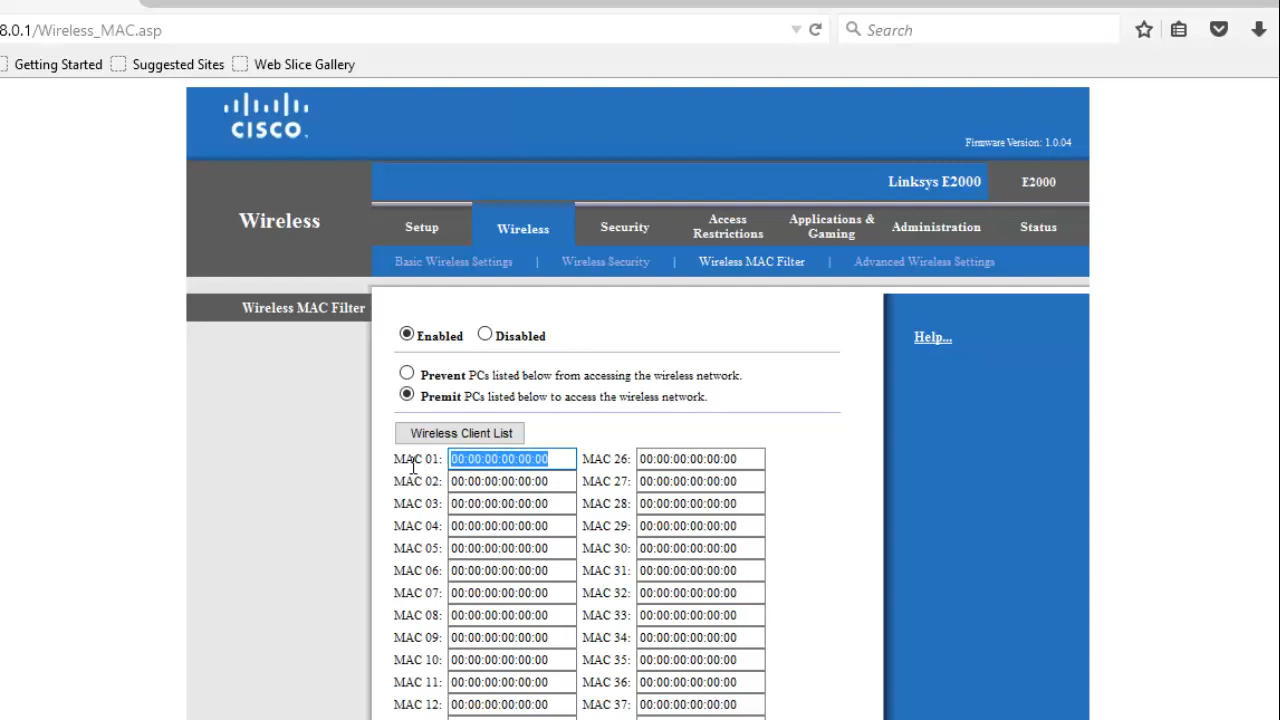 8.0.1/Wireless_MAC.asp
Search
Getting Started
Suggested Sites
Web Slice Gallery
CISCO.
Firmware Version: 1.0.04
Linksys E2000
E2000
Wireless
Setup
Wireless
Security
Access
Restrictions
Applications &
Gaming
Administration
Status
Basic Wireless Settings | Wireless Security | Wireless MAC Filter | Advanced Wireless Settings
Wireless MAC Filter
Enabled Disabled
Help...
Prevent PCs listed below from accessing the wireless network.
Premit PCs listed below to access the wireless network.
Wireless Client List
MAC 01: 00:00:00:00:00:00 MAC 26: 00:00:00:00:00:00
MAC 02: 00:00:00:00:00:00 MAC 27: 00:00:00:00:00:00
MAC 03: 00:00:00:00:00:00 MAC 28: 00:00:00:00:00:00
MAC 04: 00:00:00:00:00:00 MAC 29: 00:00:00:00:00:00
MAC 05: 00:00:00:00:00:00 MAC 30: 00:00:00:00:00:00
MAC 06: 00:00:00:00:00:00 MAC 31: 00:00:00:00:00:00
MAC 07: 00:00:00:00:00:00 MAC 32: 00:00:00:00:00:00
MAC 08: 00:00:00:00:00:00 MAC 33: 00:00:00:00:00:00
MAC 09: 00:00:00:00:00:00 MAC 34: 00:00:00:00:00:00
MAC 10: 00:00:00:00:00:00 MAC 35: 00:00:00:00:00:00
MAC 11: 00:00:00:00:00:00 MAC 36: 00:00:00:00:00:00
MAC 12: 00:00:00:00:00:00 MAC 37: 00:00:00:00:00:00